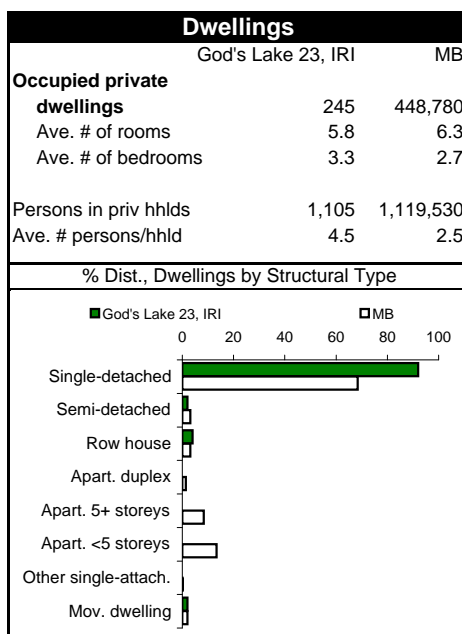 Dwellings
God's Lake 23, IRI MB
Occupied private
dwellings 245 448,780
Ave. # of rooms 5.8 6.3
Ave. # of bedrooms 3.3 2.7
Persons in priv hhlds 1,105 1,119,530
Ave. # persons/hhld 4.5 2.5
% Dist., Dwellings by Structural Type
God's Lake 23, IRI MB
0 20 40 60 80 100
Single-detached
Semi-detached
Row house
Apart. duplex
Apart. 5+ storeys
Apart. <5 storeys
Other single-attach.
Mov. dwelling